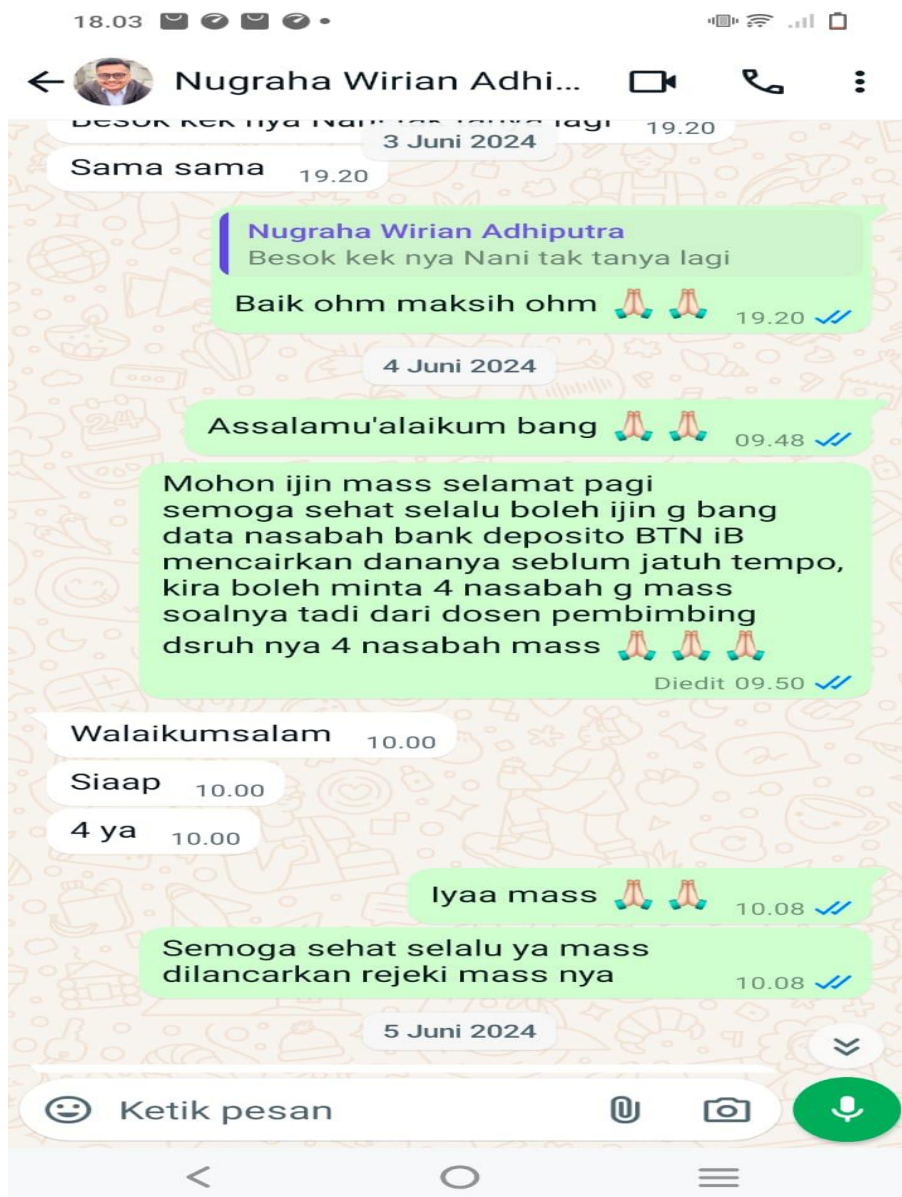 18.03
Nugraha Wirian Adhi...
19.20
3 Juni 2024
Sama sama 19.20
Nugraha Wirian Adhiputra
Besok kek nya Nani tak tanya lagi
Baik ohm maksih ohm 🙏🏻 🙏🏻 19.20
4 Juni 2024
Assalamu'alaikum bang 🙏🏻 🙏🏻 09.48
Mohon ijin mass selamat pagi
semoga sehat selalu boleh ijin g bang
data nasabah bank deposito BTN iB
mencairkan dananya seblum jatuh tempo,
kira boleh minta 4 nasabah g mass
soalnya tadi dari dosen pembimbing
dsruh nya 4 nasabah mass 🙏🏻 🙏🏻 🙏🏻
Diedit 09.50
Walaikumsalam 10.00
Siaap 10.00
4 ya 10.00
Iyaa mass 🙏🏻 🙏🏻 10.08
Semoga sehat selalu ya mass
dilancarkan rejeki mass nya 10.08
5 Juni 2024
Ketik pesan